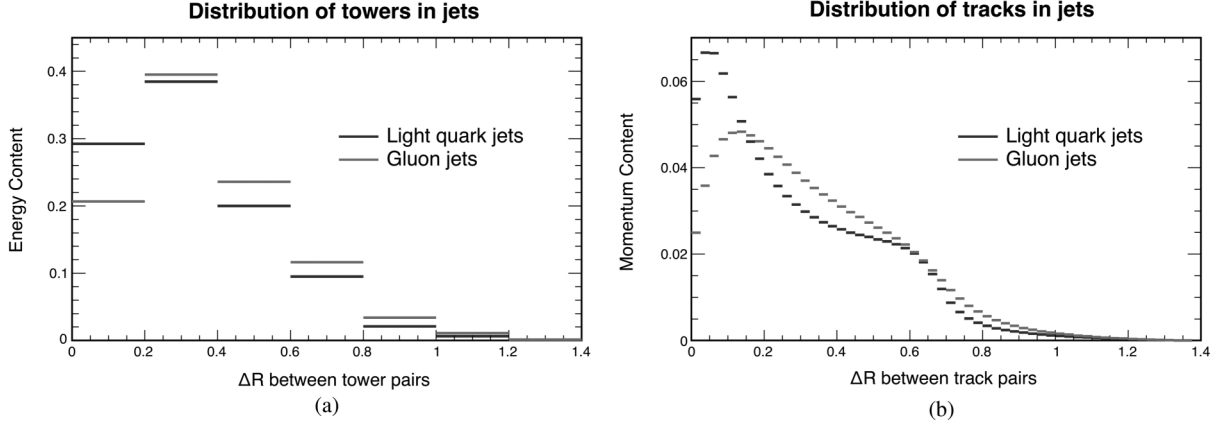 Distribution of towers in jets
Energy Content
0.4
0.3
0.2
0.1
0
Light quark jets
Gluon jets
0 0.2 0.4 0.6 0.8 1.0 1.2 1.4
ΔR between tower pairs
(a)
Distribution of tracks in jets
Momentum Content
0.06
0.04
0.02
0
Light quark jets
Gluon jets
0 0.2 0.4 0.6 0.8 1 1.2 1.4
ΔR between track pairs
(b)